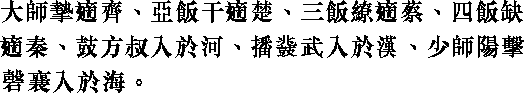 大師摯適齊、亞飯干適楚、三飯繚適蔡、四飯缺
適秦、鼓方叔入於河、播鼗武入於漢、少師陽擊
磬襄入於海。